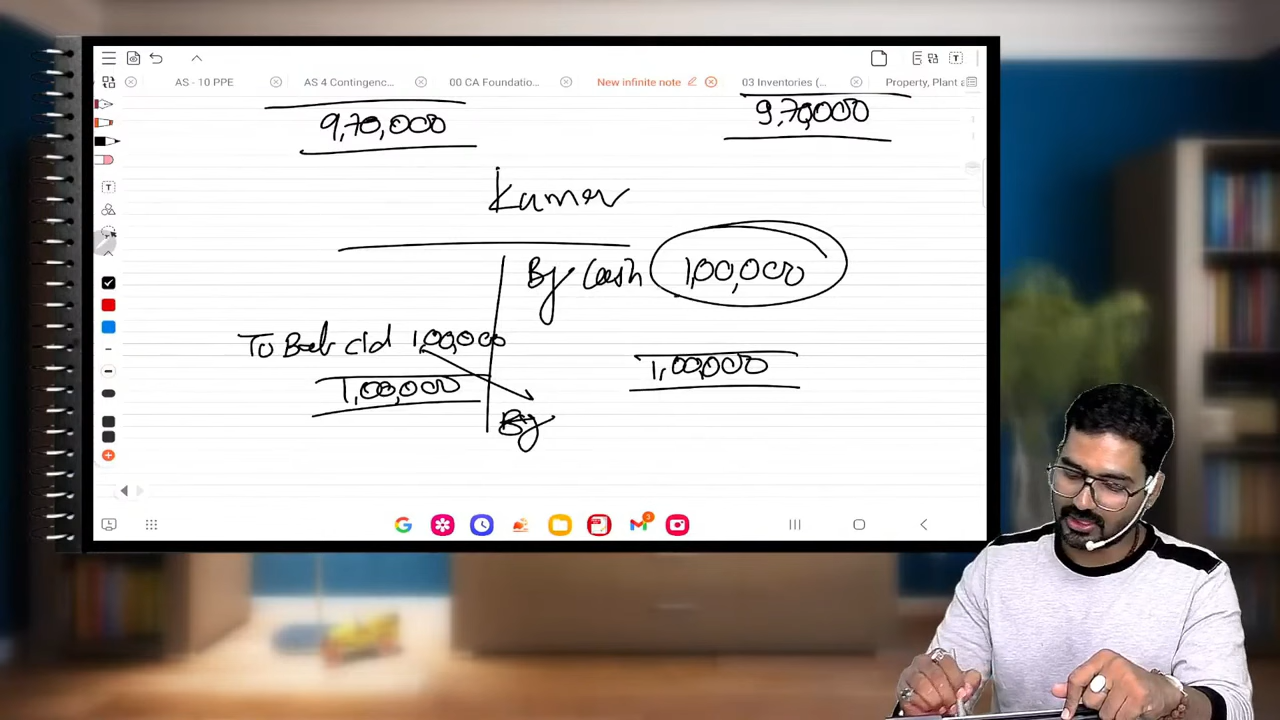 AS - 10 PPE
AS 4 Contingenc...
00 CA Foundatio...
New infinite note
03 Inventories (...
Property, Plant a
9,70,000
9,70,000
Kumar
By Cash 1,00,000
To Balc c/d 1,00,000
1,00,000
1,00,000
By
3